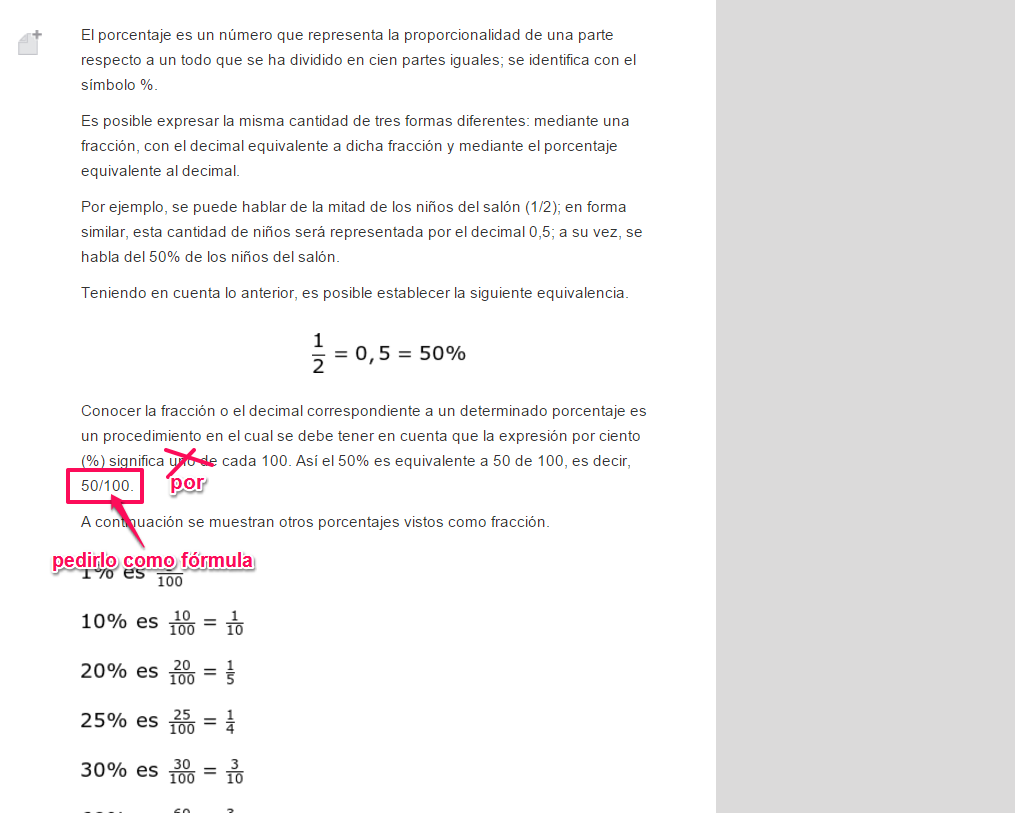 El porcentaje es un número que representa la proporcionalidad de una parte
respecto a un todo que se ha dividido en cien partes iguales; se identifica con el
símbolo %.
Es posible expresar la misma cantidad de tres formas diferentes: mediante una
fracción, con el decimal equivalente a dicha fracción y mediante el porcentaje
equivalente al decimal.
Por ejemplo, se puede hablar de la mitad de los niños del salón (1/2); en forma
similar, esta cantidad de niños será representada por el decimal 0,5; a su vez, se
habla del 50% de los niños del salón.
Teniendo en cuenta lo anterior, es posible establecer la siguiente equivalencia.
1/2 = 0,5 = 50%
Conocer la fracción o el decimal correspondiente a un determinado porcentaje es
un procedimiento en el cual se debe tener en cuenta que la expresión por ciento
(%) significa uno de cada 100. Así el 50% es equivalente a 50 de 100, es decir,
50/100.
por
A continuación se muestran otros porcentajes vistos como fracción.
pedirlo como fórmula
1% es /100
10% es 10/100 = 1/10
20% es 20/100 = 1/5
25% es 25/100 = 1/4
30% es 30/100 = 3/10